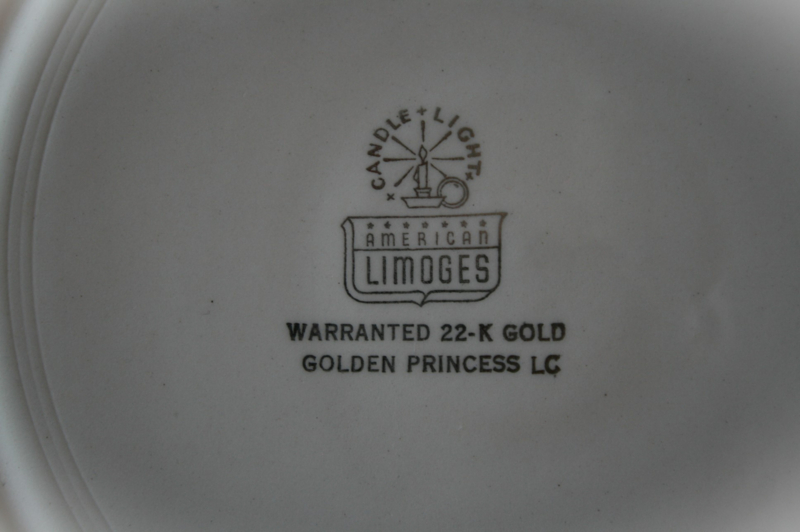 CANDLE + LIGHT
AMERICAN
LIMOGES
WARRANTED 22-K GOLD
GOLDEN PRINCESS LC